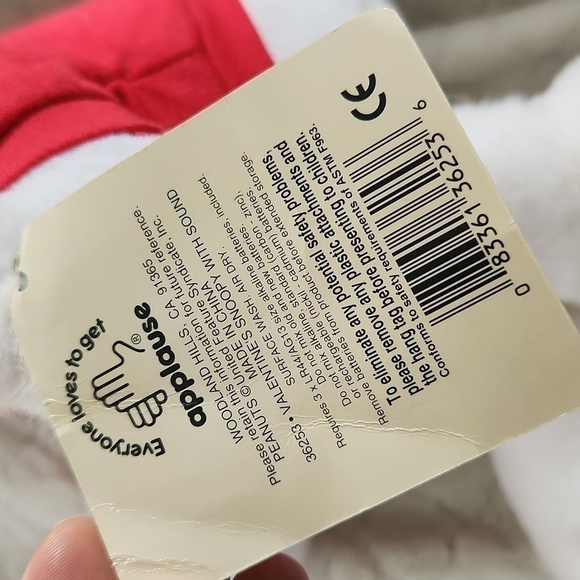 Everyone loves to get
applause
®
WOODLAND HILLS, CA 91365
Please retain this information for future reference.
PEANUTS © United Feature Syndicate, Inc.
MADE IN CHINA
36253 • VALENTINE'S SNOOPY WITH SOUND
SURFACE WASH, AIR DRY.
Requires 3 x LR44/AG13 size alkaline batteries, included.
Do not mix old and new batteries.
Do not mix alkaline, standard (carbon, zinc),
or rechargeable (nickel - cadmium) batteries.
Remove batteries from product before extended storage.
To eliminate any potential safety problems,
please remove any plastic attachments and
the hang tag before presenting to children.
Conforms to safety requirements of ASTM F963.
0 83361 36253 6
CE